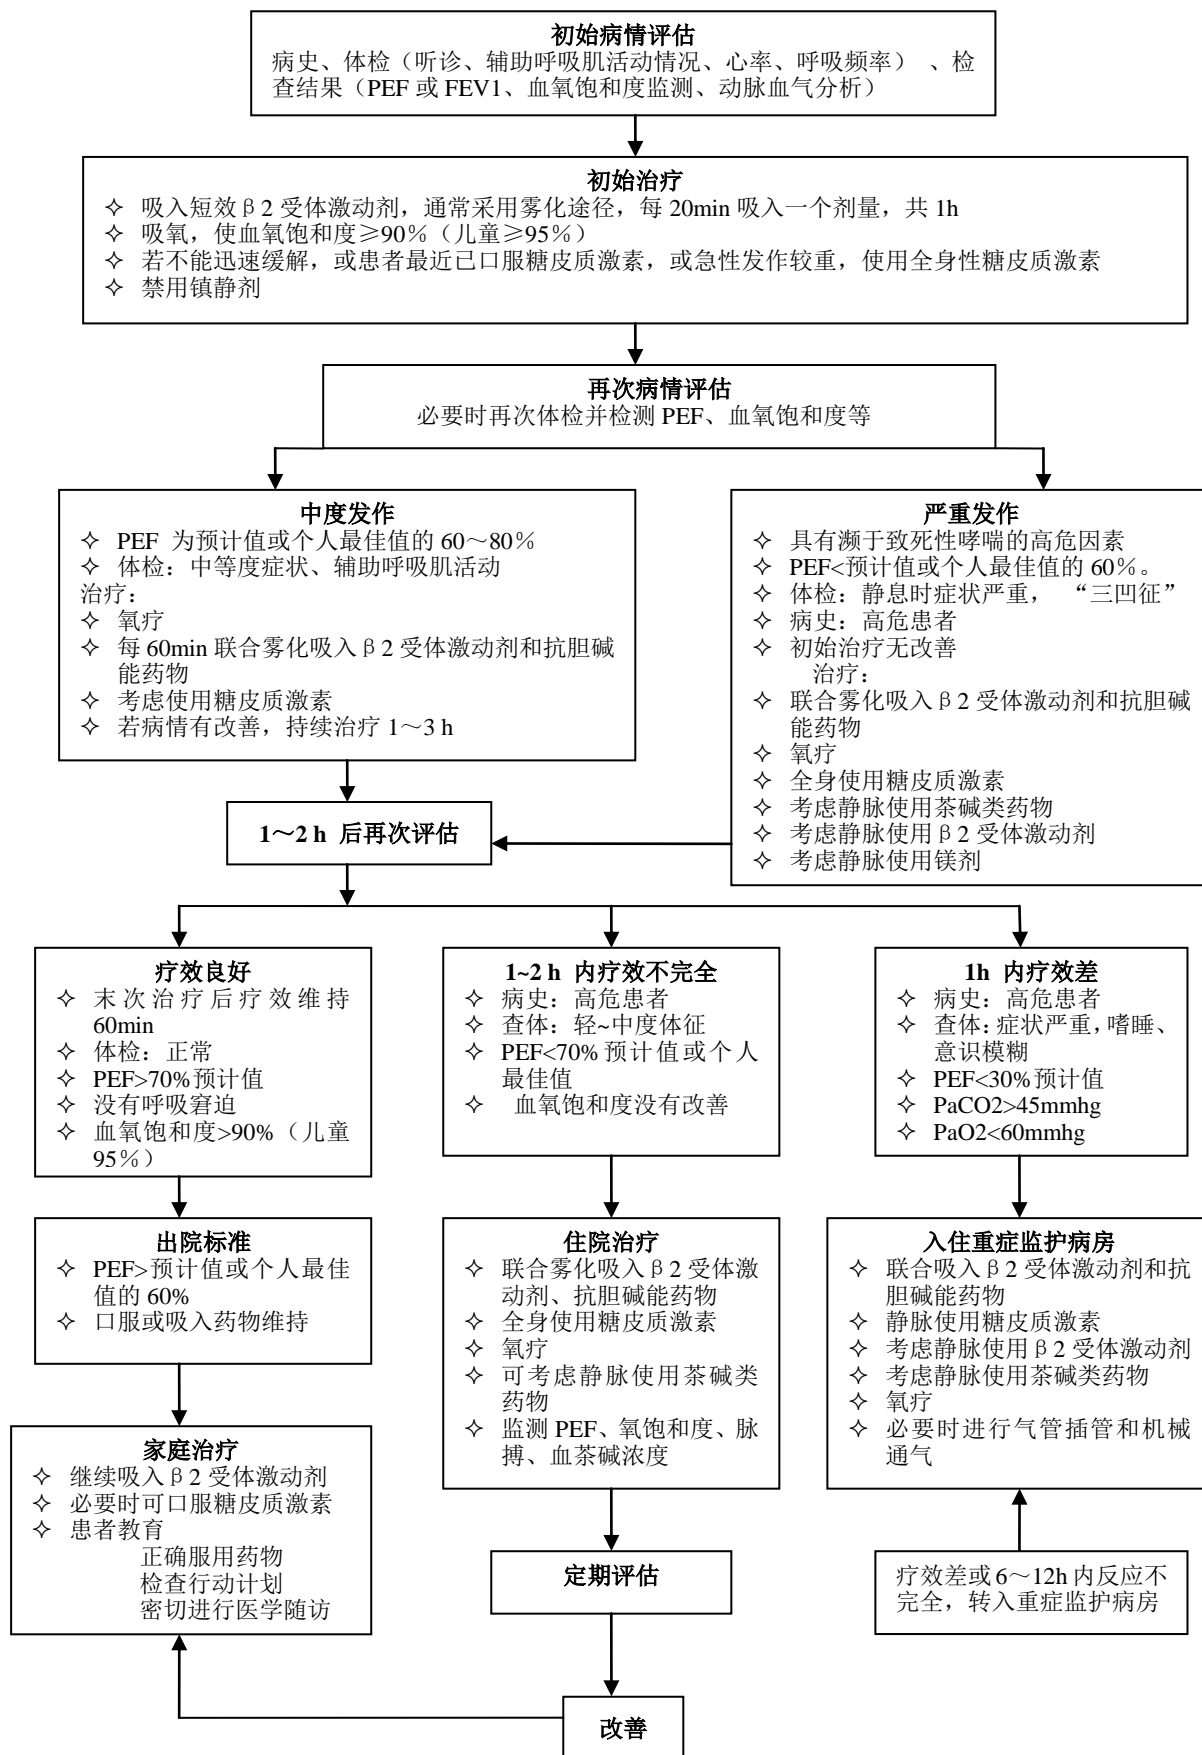 初始病情评估
病史、体检（听诊、辅助呼吸肌活动情况、心率、呼吸频率） 、检
查结果（PEF 或 FEV1、血氧饱和度监测、动脉血气分析）
初始治疗
✧ 吸入短效β2 受体激动剂，通常采用雾化途径，每 20min 吸入一个剂量，共 1h
✧ 吸氧，使血氧饱和度≥90%（儿童≥95%）
✧ 若不能迅速缓解，或患者最近已口服糖皮质激素，或急性发作较重，使用全身性糖皮质激素
✧ 禁用镇静剂
再次病情评估
必要时再次体检并检测 PEF、血氧饱和度等
中度发作
✧ PEF 为预计值或个人最佳值的 60～80%
✧ 体检：中等度症状、辅助呼吸肌活动
治疗：
✧ 氧疗
✧ 每 60min 联合雾化吸入β2 受体激动剂和抗胆碱
能药物
✧ 考虑使用糖皮质激素
✧ 若病情有改善，持续治疗 1～3 h
严重发作
✧ 具有濒于致死性哮喘的高危因素
✧ PEF<预计值或个人最佳值的 60%。
✧ 体检：静息时症状严重， “三凹征”
✧ 病史：高危患者
✧ 初始治疗无改善
治疗：
✧ 联合雾化吸入β2 受体激动剂和抗胆碱
能药物
✧ 氧疗
✧ 全身使用糖皮质激素
✧ 考虑静脉使用茶碱类药物
✧ 考虑静脉使用β2 受体激动剂
✧ 考虑静脉使用镁剂
1～2 h 后再次评估
疗效良好
✧ 末次治疗后疗效维持
60min
✧ 体检：正常
✧ PEF>70%预计值
✧ 没有呼吸窘迫
✧ 血氧饱和度>90%（儿童
95%）
1~2 h 内疗效不完全
✧ 病史：高危患者
✧ 查体：轻~中度体征
✧ PEF<70%预计值或个人
最佳值
✧ 血氧饱和度没有改善
1h 内疗效差
✧ 病史：高危患者
✧ 查体：症状严重，嗜睡、
意识模糊
✧ PEF<30%预计值
✧ PaCO2>45mmhg
✧ PaO2<60mmhg
出院标准
✧ PEF>预计值或个人最佳
值的 60%
✧ 口服或吸入药物维持
住院治疗
✧ 联合雾化吸入β2 受体激
动剂、抗胆碱能药物
✧ 全身使用糖皮质激素
✧ 氧疗
✧ 可考虑静脉使用茶碱类
药物
✧ 监测 PEF、氧饱和度、脉
搏、血茶碱浓度
入住重症监护病房
✧ 联合吸入β2 受体激动剂和抗
胆碱能药物
✧ 静脉使用糖皮质激素
✧ 考虑静脉使用β2 受体激动剂
✧ 考虑静脉使用茶碱类药物
✧ 氧疗
✧ 必要时进行气管插管和机械
通气
家庭治疗
✧ 继续吸入β2 受体激动剂
✧ 必要时可口服糖皮质激素
✧ 患者教育
正确服用药物
检查行动计划
密切进行医学随访
定期评估
疗效差或 6～12h 内反应不
完全，转入重症监护病房
改善